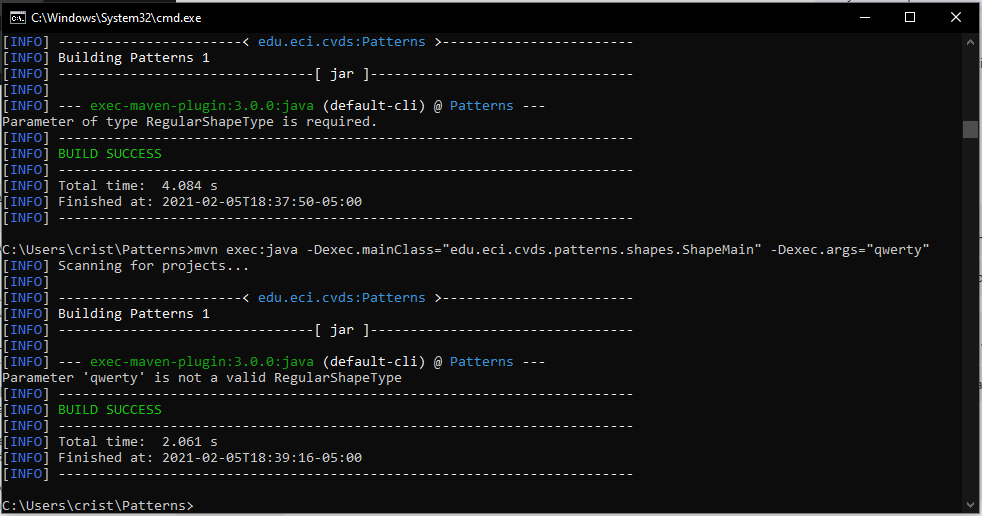 C:\Windows\System32\cmd.exe
[INFO] -----------------------< edu.eci.cvds:Patterns >------------------------
[INFO] Building Patterns 1
[INFO] --------------------------------[ jar ]---------------------------------
[INFO]
[INFO] --- exec-maven-plugin:3.0.0:java (default-cli) @ Patterns ---
Parameter of type RegularShapeType is required.
[INFO] ------------------------------------------------------------------------
[INFO] BUILD SUCCESS
[INFO] ------------------------------------------------------------------------
[INFO] Total time:  4.084 s
[INFO] Finished at: 2021-02-05T18:37:50-05:00
[INFO] ------------------------------------------------------------------------
C:\Users\crist\Patterns>mvn exec:java -Dexec.mainClass="edu.eci.cvds.patterns.shapes.ShapeMain" -Dexec.args="qwerty"
[INFO] Scanning for projects...
[INFO]
[INFO] -----------------------< edu.eci.cvds:Patterns >------------------------
[INFO] Building Patterns 1
[INFO] --------------------------------[ jar ]---------------------------------
[INFO]
[INFO] --- exec-maven-plugin:3.0.0:java (default-cli) @ Patterns ---
Parameter 'qwerty' is not a valid RegularShapeType
[INFO] ------------------------------------------------------------------------
[INFO] BUILD SUCCESS
[INFO] ------------------------------------------------------------------------
[INFO] Total time:  2.061 s
[INFO] Finished at: 2021-02-05T18:39:16-05:00
[INFO] ------------------------------------------------------------------------
C:\Users\crist\Patterns>